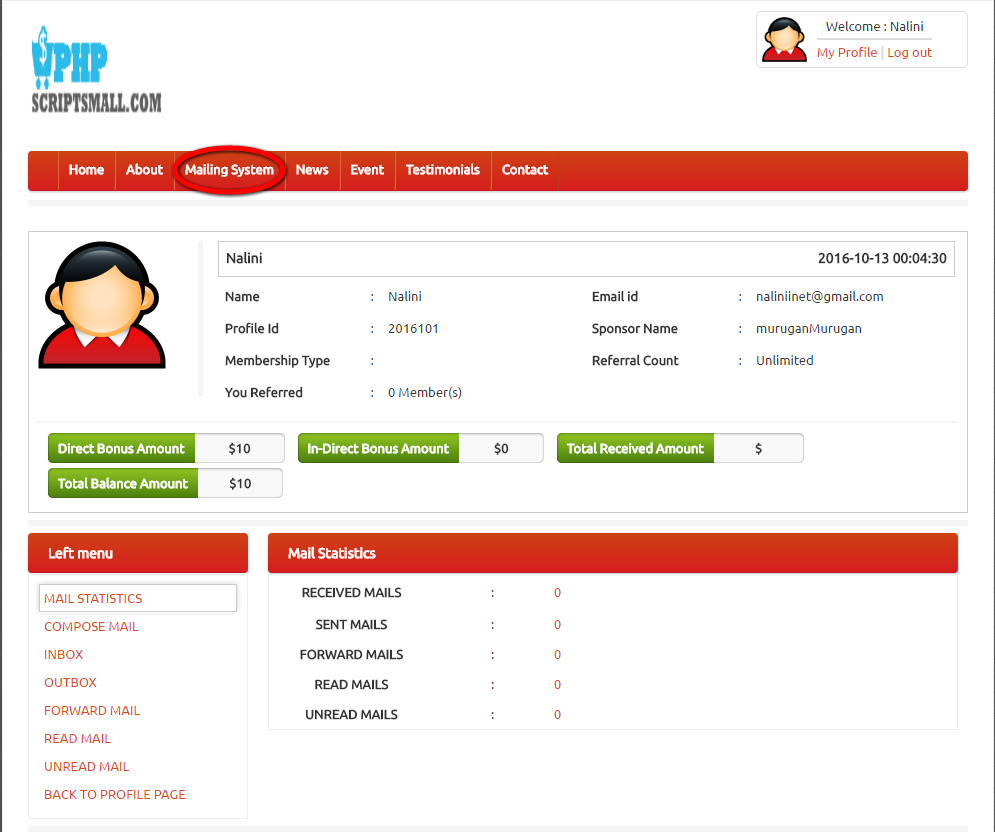 Welcome : Nalini
My Profile | Log out
PHP
SCRIPTSMALL.COM
Home About Mailing System News Event Testimonials Contact
Nalini 2016-10-13 00:04:30
Name : Nalini Email id : naliniinet@gmail.com
Profile Id : 2016101 Sponsor Name : muruganMurugan
Membership Type : Referral Count : Unlimited
You Referred : 0 Member(s)
Direct Bonus Amount $10 In-Direct Bonus Amount $0 Total Received Amount $
Total Balance Amount $10
Left menu
MAIL STATISTICS
COMPOSE MAIL
INBOX
OUTBOX
FORWARD MAIL
READ MAIL
UNREAD MAIL
BACK TO PROFILE PAGE
Mail Statistics
RECEIVED MAILS : 0
SENT MAILS : 0
FORWARD MAILS : 0
READ MAILS : 0
UNREAD MAILS : 0